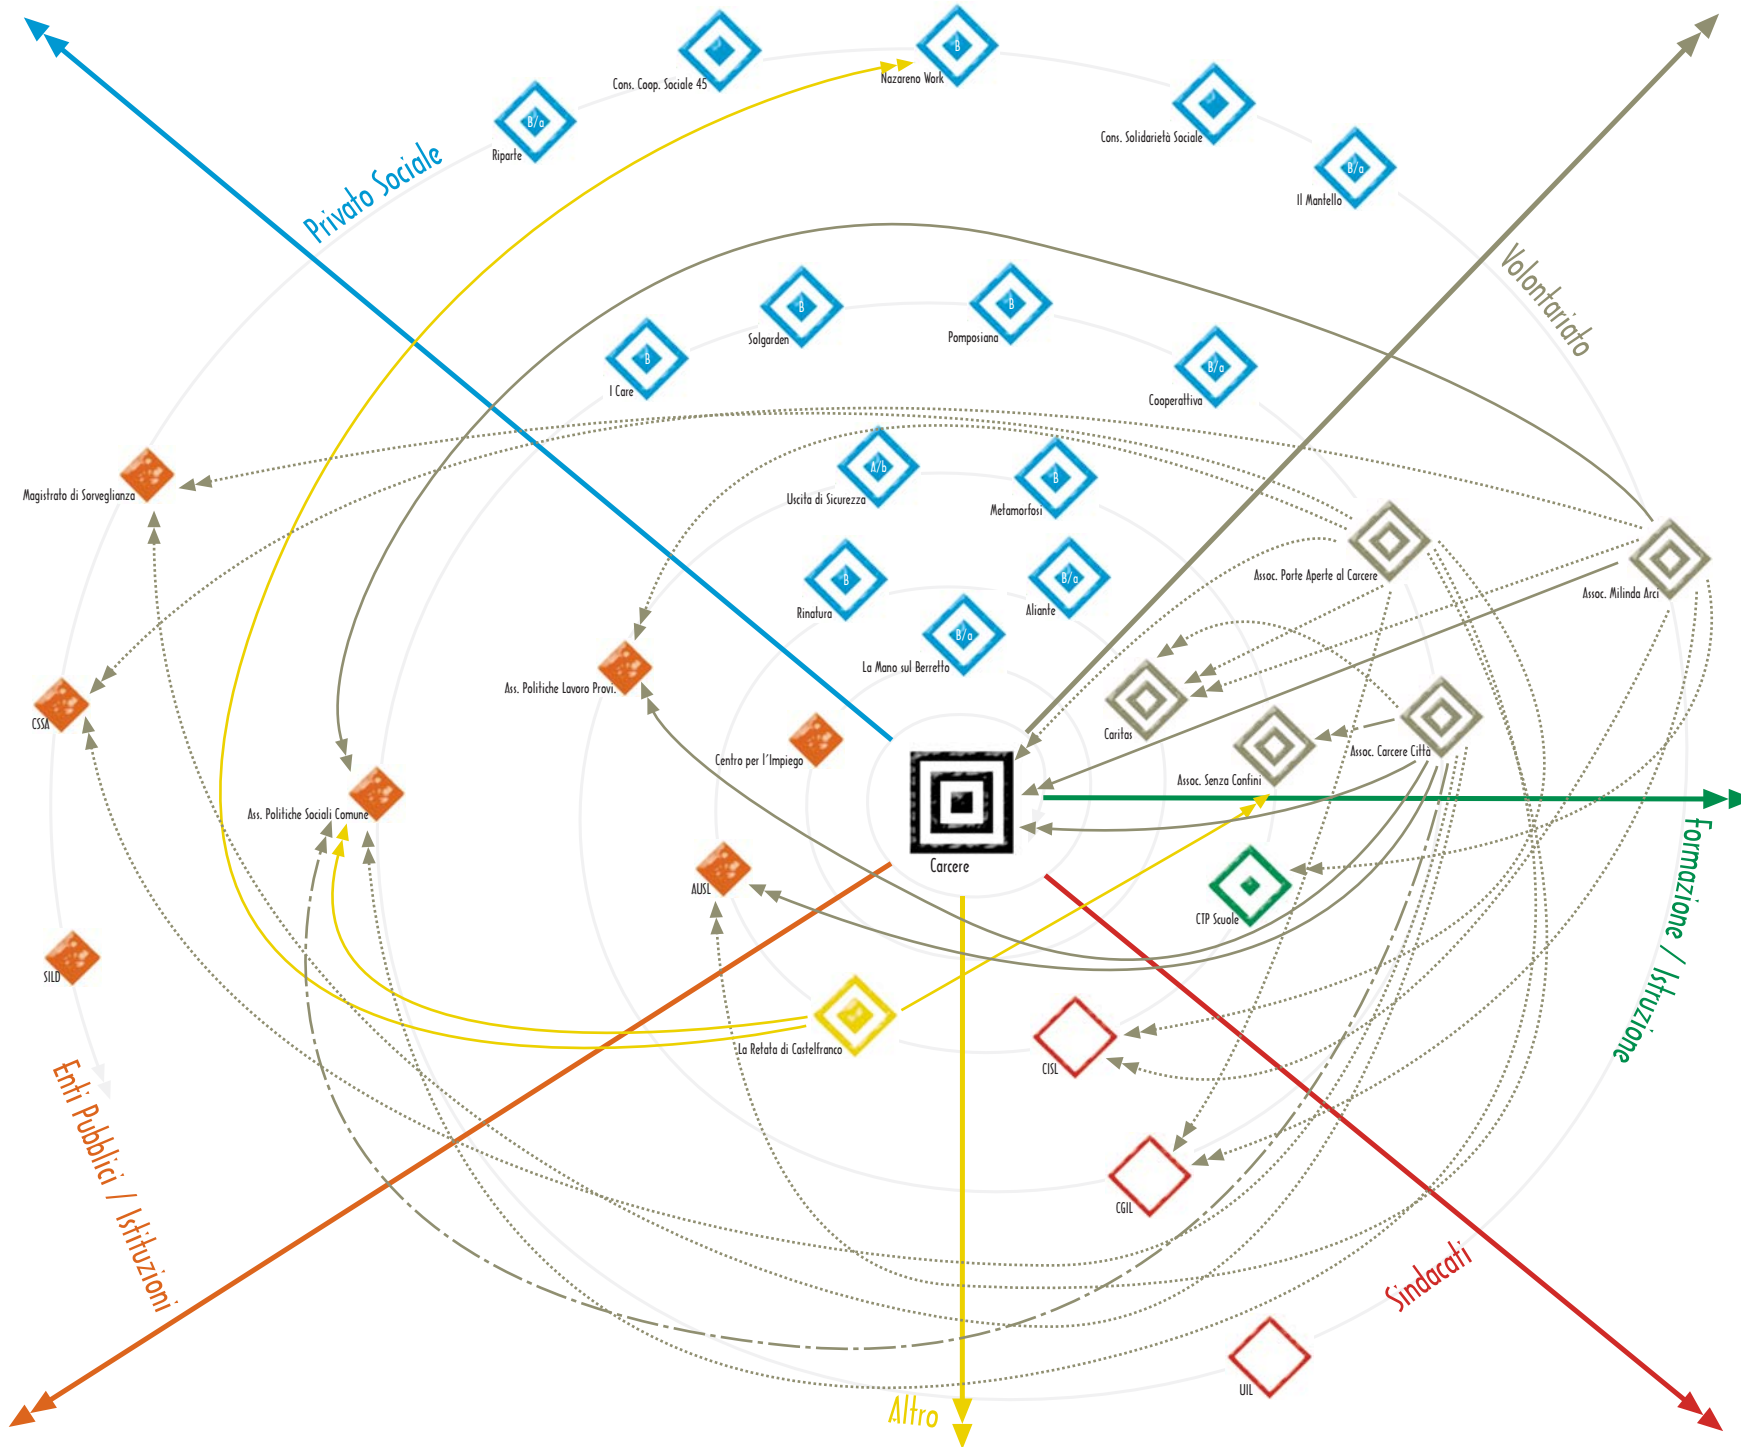 B
Cons. Coop. Sociale 45
Nazareno Work
B/a
Riparte
Cons. Solidarietà Sociale
B/a
Il Mantello
Privato Sociale
Volontariato
B
Solgarden
B
Pomposiana
B
I Care
B/a
Cooperattiva
A/b
Uscita di Sicurezza
B
Metamorfosi
Magistrato di Sorveglianza
B
Rinatura
B/a
Aliante
Assoc. Porte Aperte al Carcere
Assoc. Milinda Arci
B/a
La Mano sul Berretto
Ass. Politiche Lavoro Provi.
CSSA
Caritas
Centro per l'Impiego
Assoc. Senza Confini
Assoc. Carcere Città
Ass. Politiche Sociali Comune
Carcere
Formazione / Istruzione
AUSL
CTP Scuole
SILD
La Retata di Castelfranco
CISL
Enti Pubblici / Istituzioni
CGIL
Sindacati
UIL
Altro